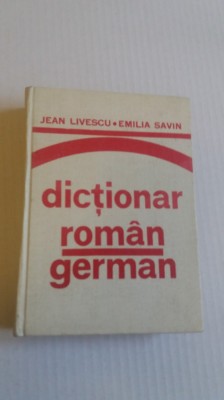 JEAN LIVESCU • EMILIA SAVIN
dicționar
român
german